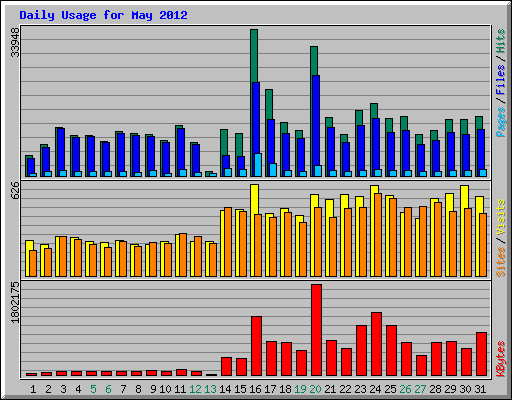 Daily Usage for May 2012
33948
Pages / Files / Hits
626
Sites / Visits
1802175
KBytes
1 2 3 4 5 6 7 8 9 10 11 12 13 14 15 16 17 18 19 20 21 22 23 24 25 26 27 28 29 30 31